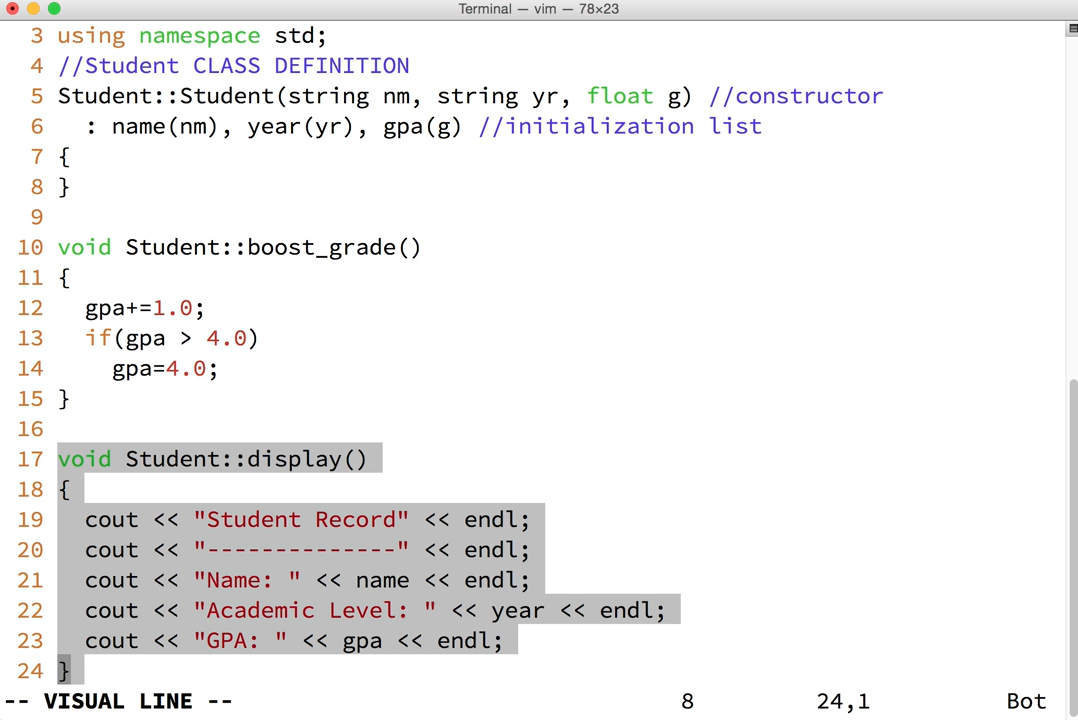 Terminal — vim — 78×23
3 using namespace std;
4 //Student CLASS DEFINITION
5 Student::Student(string nm, string yr, float g) //constructor
6   : name(nm), year(yr), gpa(g) //initialization list
7 {
8 }
9
10 void Student::boost_grade()
11 {
12   gpa+=1.0;
13   if(gpa > 4.0)
14     gpa=4.0;
15 }
16
17 void Student::display()
18 {
19   cout << "Student Record" << endl;
20   cout << "--------------" << endl;
21   cout << "Name: " << name << endl;
22   cout << "Academic Level: " << year << endl;
23   cout << "GPA: " << gpa << endl;
24 }
-- VISUAL LINE -- 8 24,1 Bot